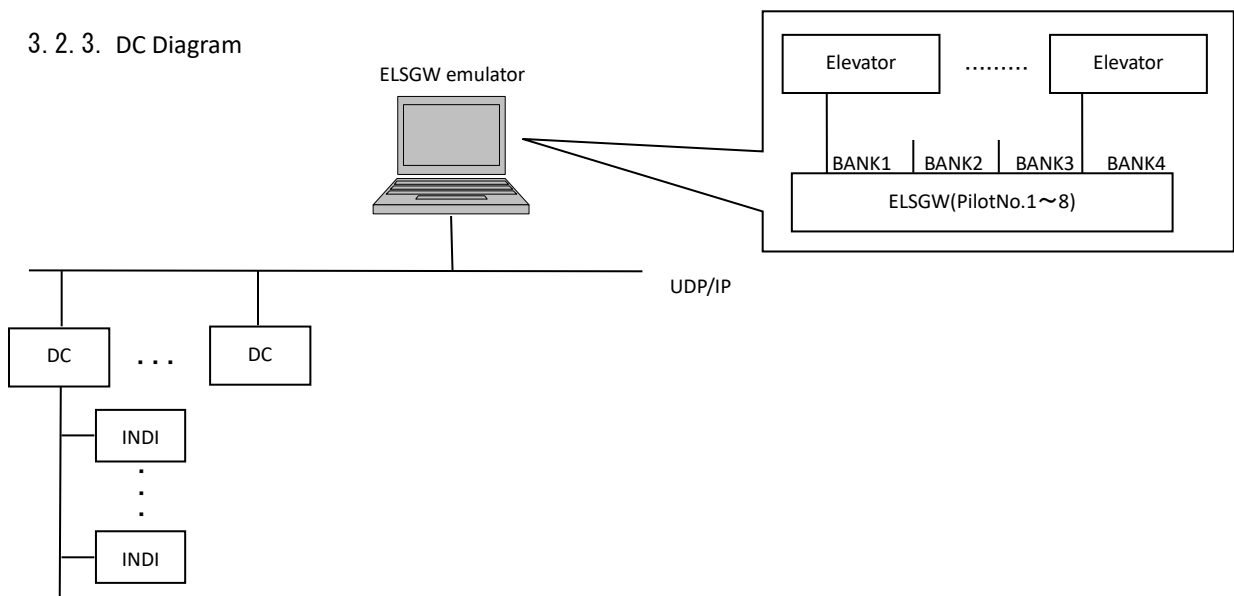 3. 2. 3. DC Diagram
ELSGW emulator
Elevator ......... Elevator
BANK1 BANK2 BANK3 BANK4
ELSGW(PilotNo.1～8)
UDP/IP
DC ・・・ DC
INDI
・
・
・
INDI